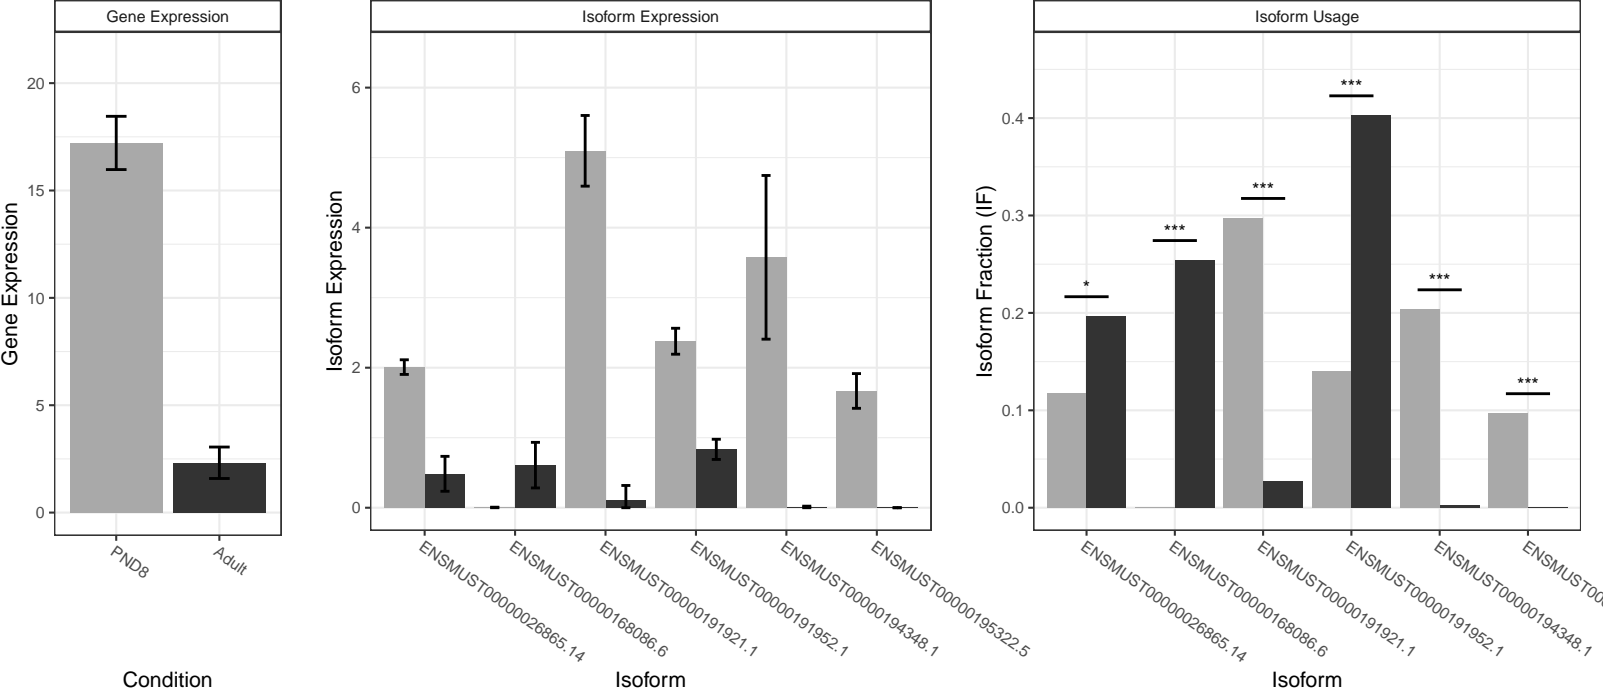 Gene Expression
Gene Expression
20
15
10
5
0
PND8
Adult
Condition
Isoform Expression
Isoform Expression
6
4
2
0
ENSMUST00000026865.14
ENSMUST00000168086.6
ENSMUST00000191921.1
ENSMUST00000191952.1
ENSMUST00000194348.1
ENSMUST00000195322.5
Isoform
Isoform Usage
Isoform Fraction (IF)
0.4
0.3
0.2
0.1
0.0
*
***
***
***
***
***
ENSMUST00000026865.14
ENSMUST00000168086.6
ENSMUST00000191921.1
ENSMUST00000191952.1
ENSMUST00000194348.1
Isoform